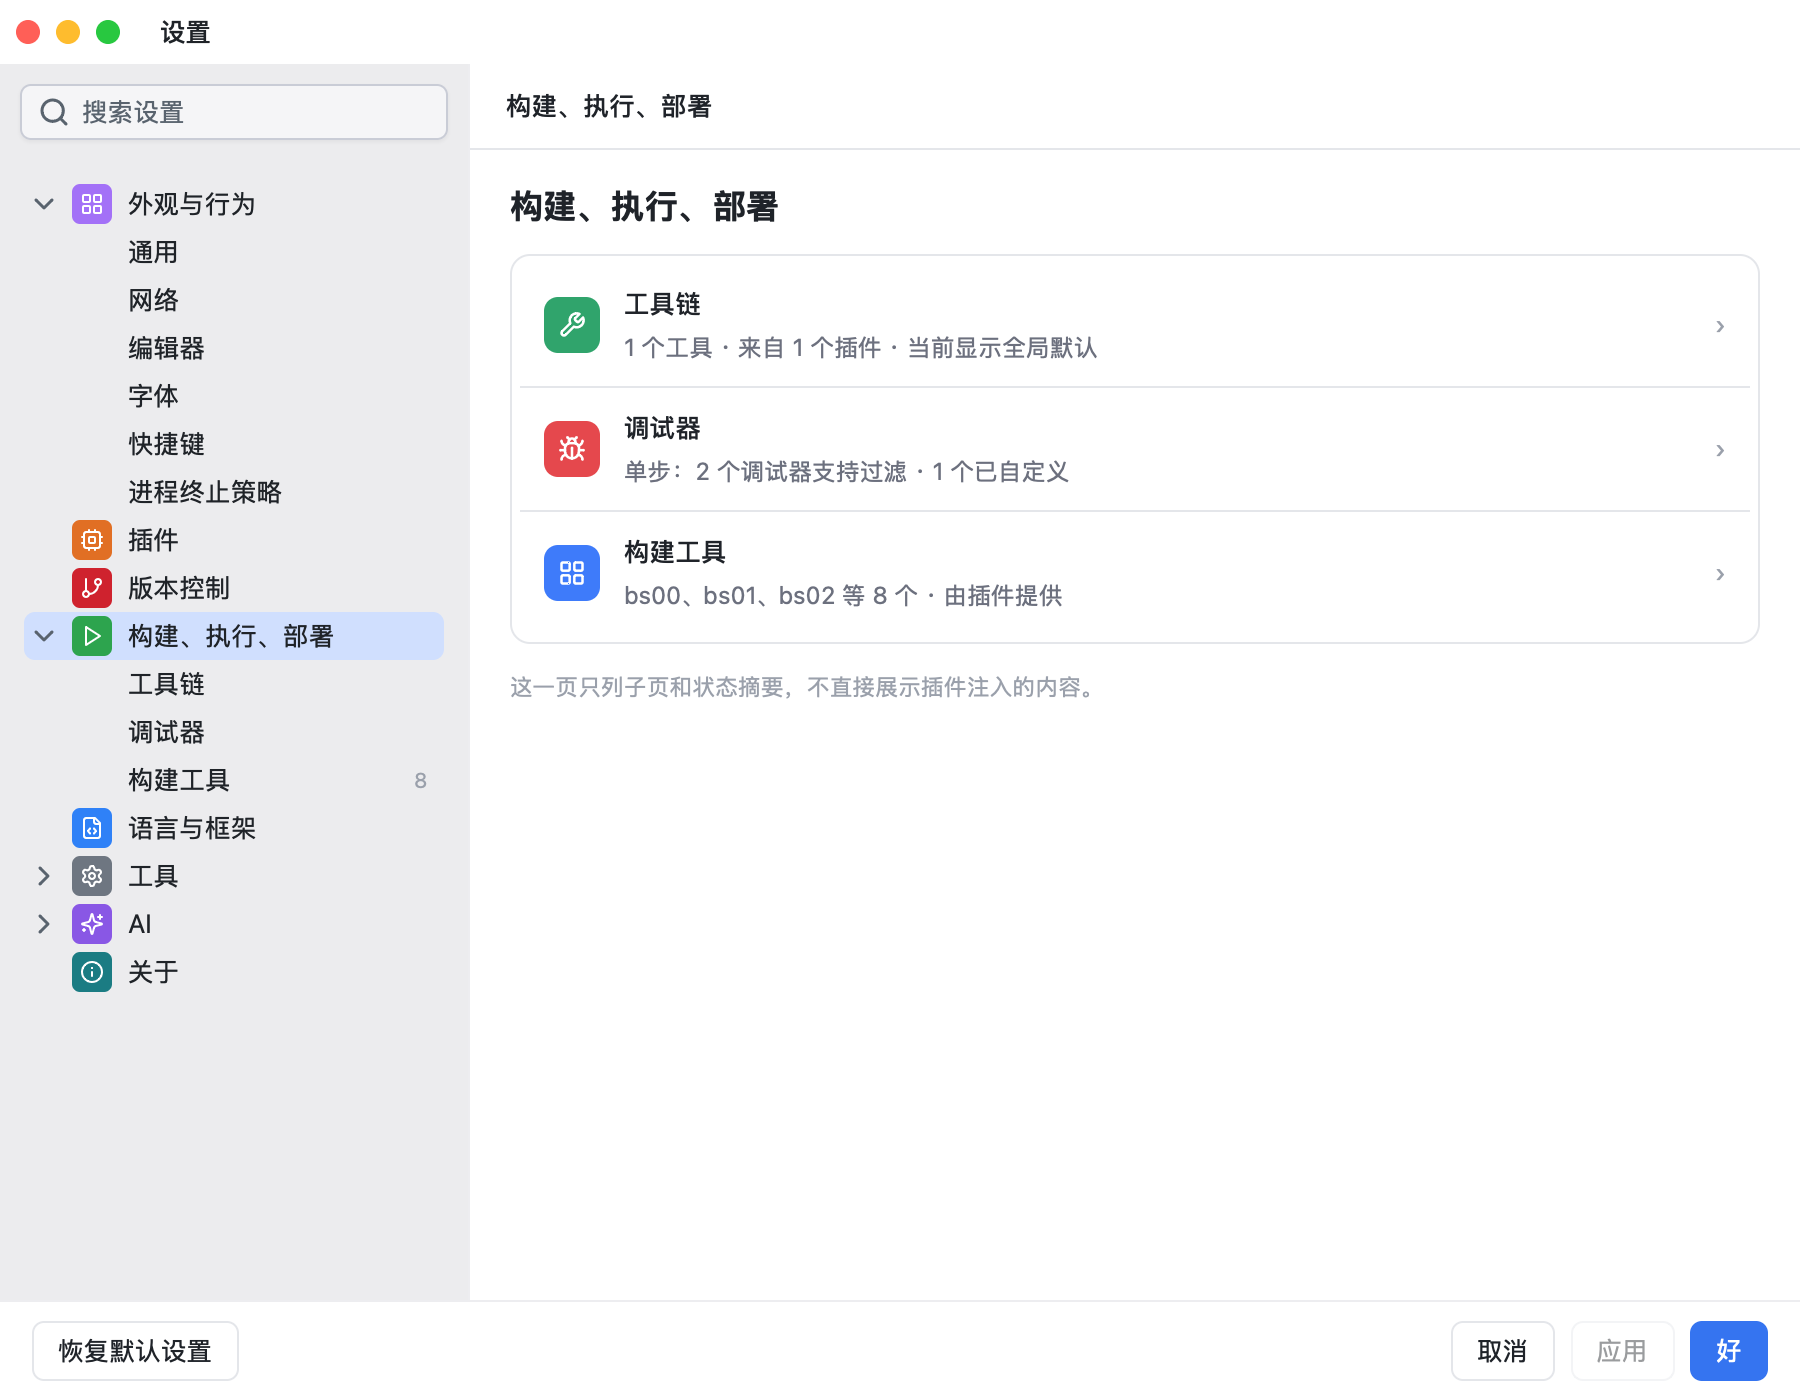 设置
搜索设置
外观与行为
通用
网络
编辑器
字体
快捷键
进程终止策略
插件
版本控制
构建、执行、部署
工具链
调试器
构建工具 8
语言与框架
工具
AI
关于
构建、执行、部署
构建、执行、部署
工具链
1 个工具 · 来自 1 个插件 · 当前显示全局默认
调试器
单步：2 个调试器支持过滤 · 1 个已自定义
构建工具
bs00、bs01、bs02 等 8 个 · 由插件提供
这一页只列子页和状态摘要，不直接展示插件注入的内容。
恢复默认设置
取消
应用
好